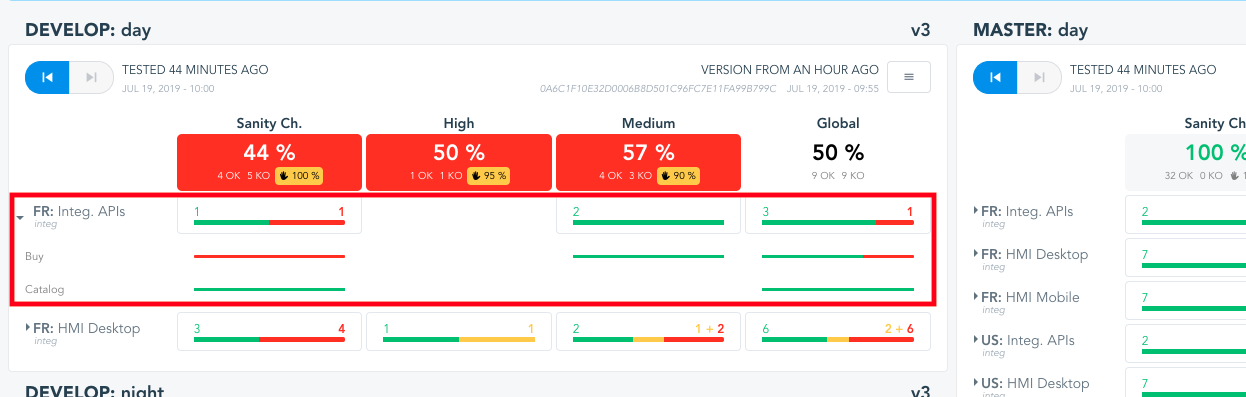 DEVELOP: day v3
TESTED 44 MINUTES AGO
JUL 19, 2019 - 10:00
VERSION FROM AN HOUR AGO
0A6C1F10E32D0006B8D501C96FC7E11FA99B799C JUL 19, 2019 - 09:55
Sanity Ch. High Medium Global
44 % 50 % 57 % 50 %
4 OK 5 KO 100 % 1 OK 1 KO 95 % 4 OK 3 KO 90 % 9 OK 9 KO
FR: Integ. APIs 1 1 2 3 1
integ
Buy
Catalog
FR: HMI Desktop 3 4 1 1 2 1 + 2 6 2 + 6
integ
DEVELOP: night v3
MASTER: day
TESTED 44 MINUTES AGO
JUL 19, 2019 - 10:00
Sanity Ch
100 %
32 OK 0 KO 1
FR: Integ. APIs 2
integ
FR: HMI Desktop 7
integ
FR: HMI Mobile 7
integ
US: Integ. APIs 2
integ
US: HMI Desktop 7
integ